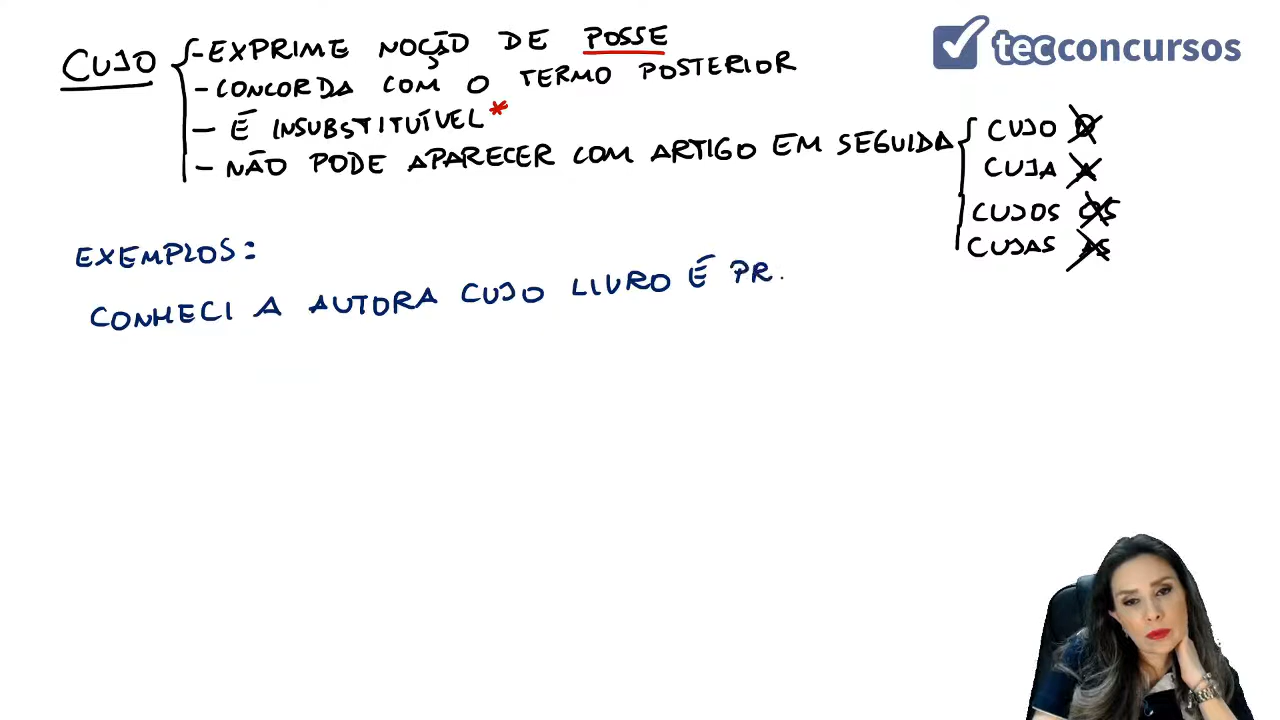 CUJO
- EXPRIME NOÇÃO DE POSSE
- CONCORDA COM O TERMO POSTERIOR
- É INSUBSTITUÍVEL *
- NÃO PODE APARECER COM ARTIGO EM SEGUIDA
CUJO O
CUJA A
CUJOS OS
CUJAS AS
tecconcursos
EXEMPLOS:
CONHECI A AUTORA CUJO LIVRO É PR.